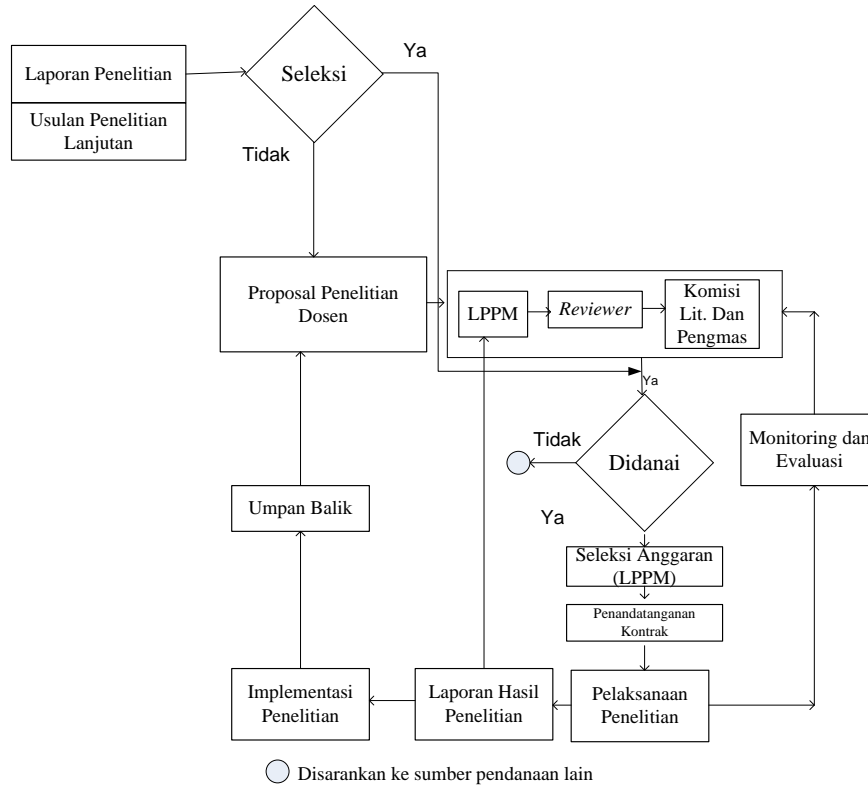 Ya
Laporan Penelitian
Seleksi
Usulan Penelitian
Lanjutan
Tidak
Proposal Penelitian
Dosen
LPPM
Reviewer
Komisi
Lit. Dan
Pengmas
Ya
Tidak
Didanai
Monitoring dan
Evaluasi
Umpan Balik
Ya
Seleksi Anggaran
(LPPM)
Penandatanganan
Kontrak
Implementasi
Penelitian
Laporan Hasil
Penelitian
Pelaksanaan
Penelitian
Disarankan ke sumber pendanaan lain